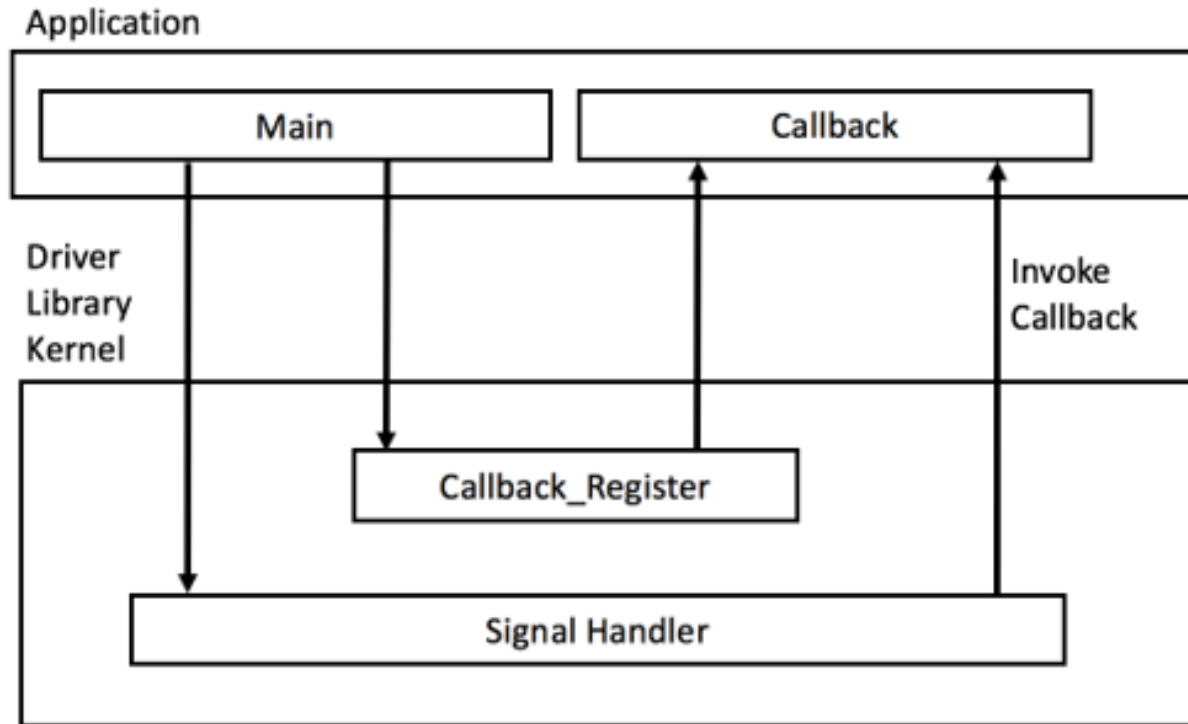 Application
Main
Callback
Driver
Library
Kernel
Invoke
Callback
Callback_Register
Signal Handler